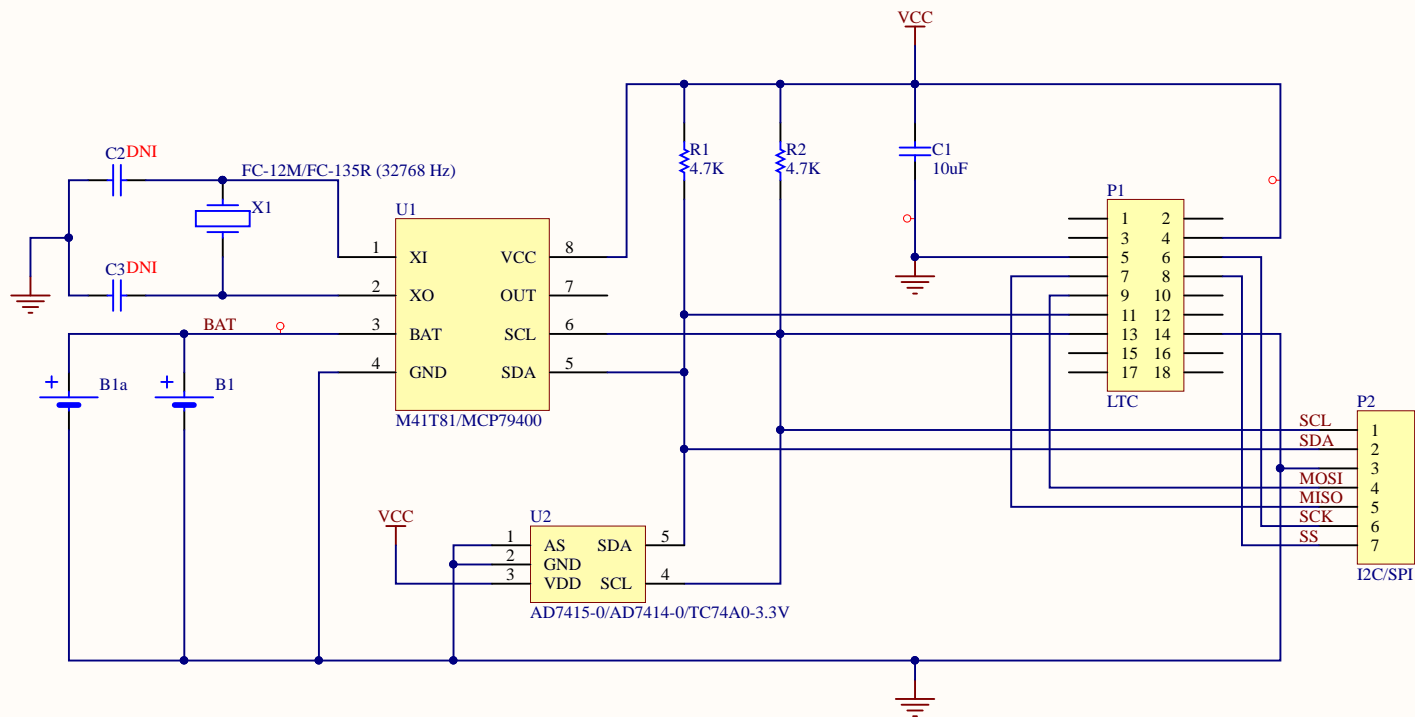 VCC
C2 DNI
FC-12M/FC-135R (32768 Hz)
X1
C3 DNI
R1
4.7K
R2
4.7K
C1
10uF
U1
1 XI VCC 8
2 XO OUT 7
3 BAT SCL 6
4 GND SDA 5
M41T81/MCP79400
BAT
B1a
B1
P1
1 2
3 4
5 6
7 8
9 10
11 12
13 14
15 16
17 18
LTC
P2
SCL 1
SDA 2
3
MOSI 4
MISO 5
SCK 6
SS 7
I2C/SPI
VCC
U2
1 AS SDA 5
2 GND
3 VDD SCL 4
AD7415-0/AD7414-0/TC74A0-3.3V